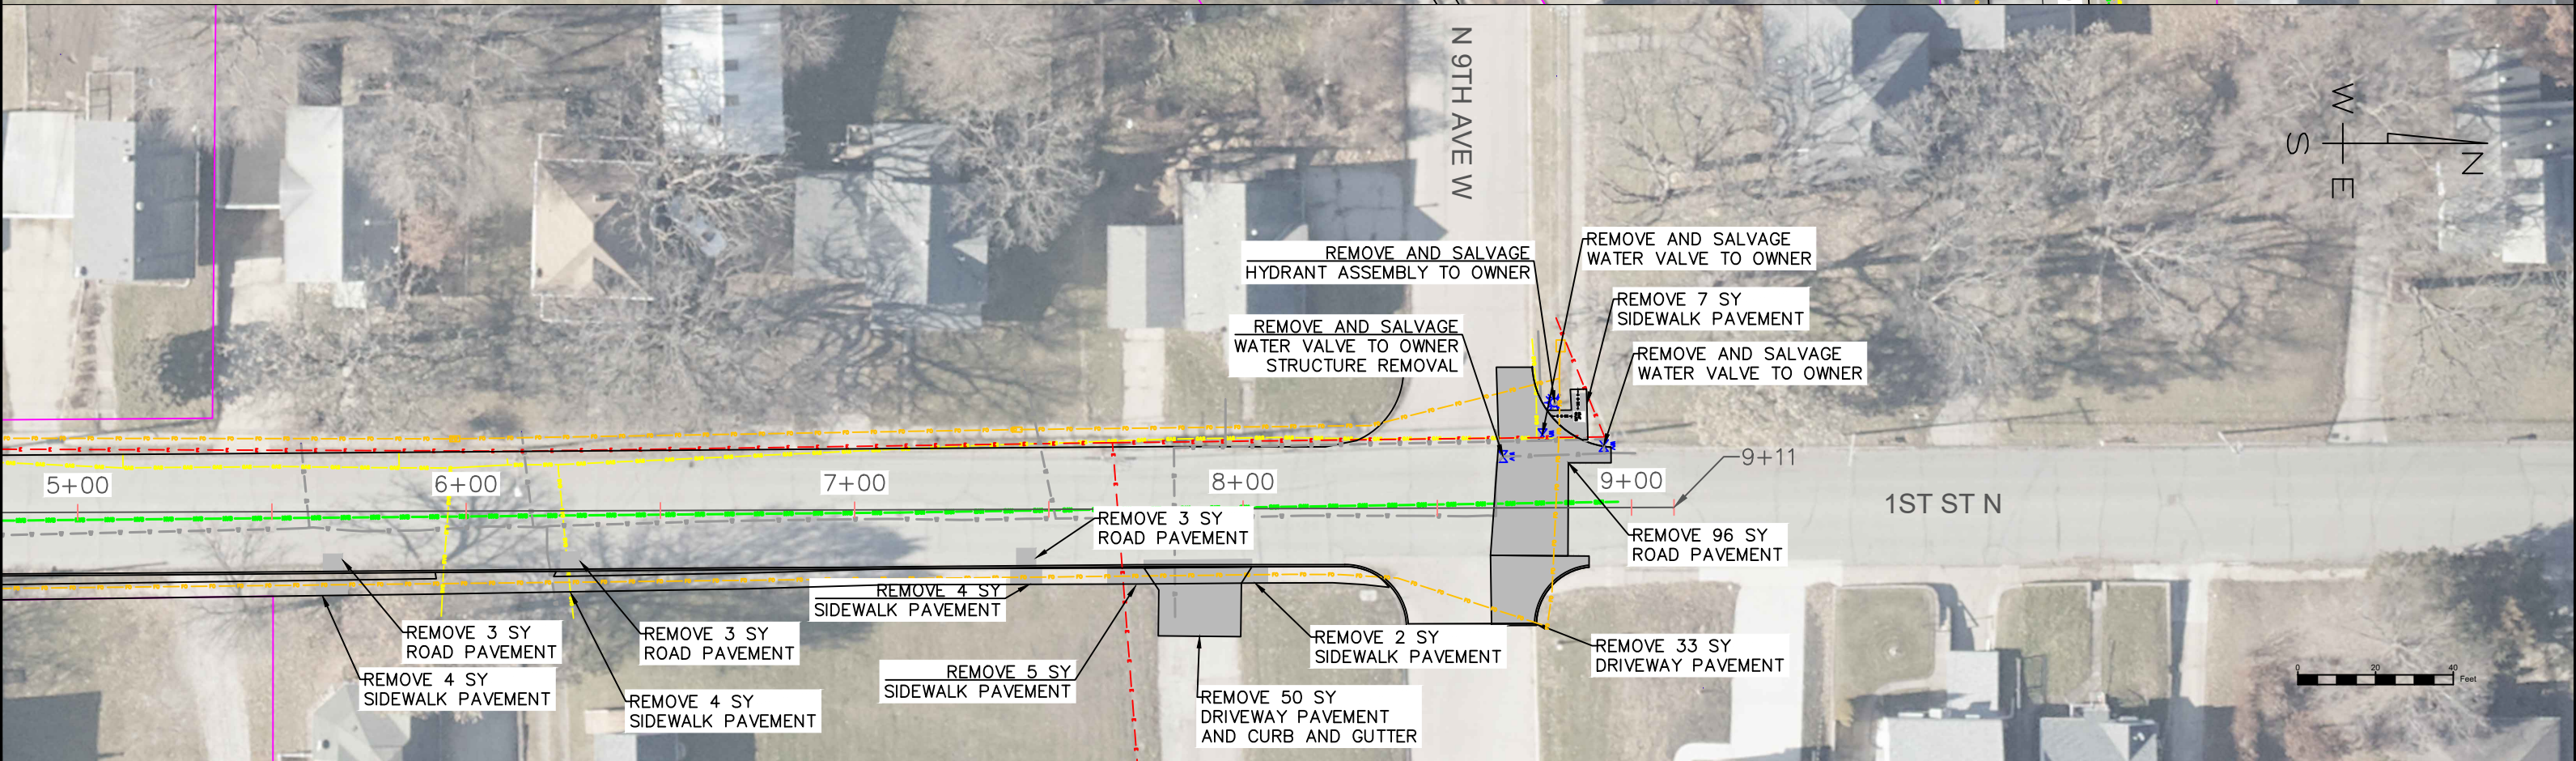 N 9TH AVE W
W
S
N
E
REMOVE AND SALVAGE
HYDRANT ASSEMBLY TO OWNER
REMOVE AND SALVAGE
WATER VALVE TO OWNER
REMOVE 7 SY
SIDEWALK PAVEMENT
REMOVE AND SALVAGE
WATER VALVE TO OWNER
STRUCTURE REMOVAL
REMOVE AND SALVAGE
WATER VALVE TO OWNER
5+00
6+00
7+00
8+00
9+00
9+11
1ST ST N
REMOVE 3 SY
ROAD PAVEMENT
REMOVE 96 SY
ROAD PAVEMENT
REMOVE 4 SY
SIDEWALK PAVEMENT
REMOVE 3 SY
ROAD PAVEMENT
REMOVE 3 SY
ROAD PAVEMENT
REMOVE 2 SY
SIDEWALK PAVEMENT
REMOVE 33 SY
DRIVEWAY PAVEMENT
REMOVE 4 SY
SIDEWALK PAVEMENT
REMOVE 4 SY
SIDEWALK PAVEMENT
REMOVE 5 SY
SIDEWALK PAVEMENT
REMOVE 50 SY
DRIVEWAY PAVEMENT
AND CURB AND GUTTER
0 20 40
Feet